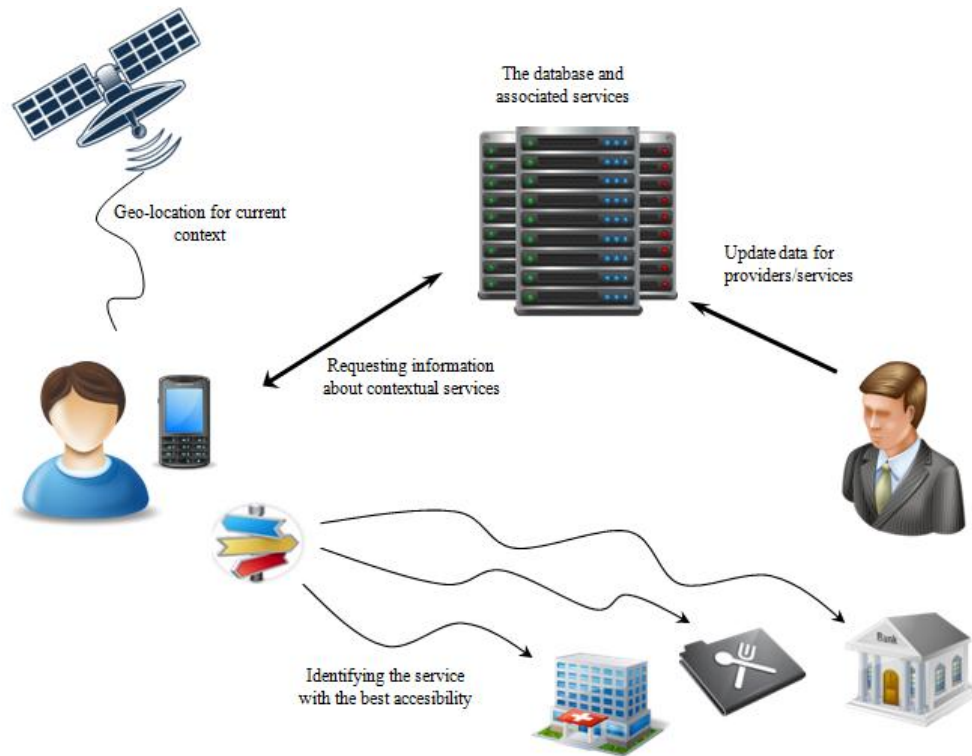 The database and
associated services
Geo-location for current
context
Update data for
providers/services
Requesting information
about contextual services
Bank
Identifying the service
with the best accesibility